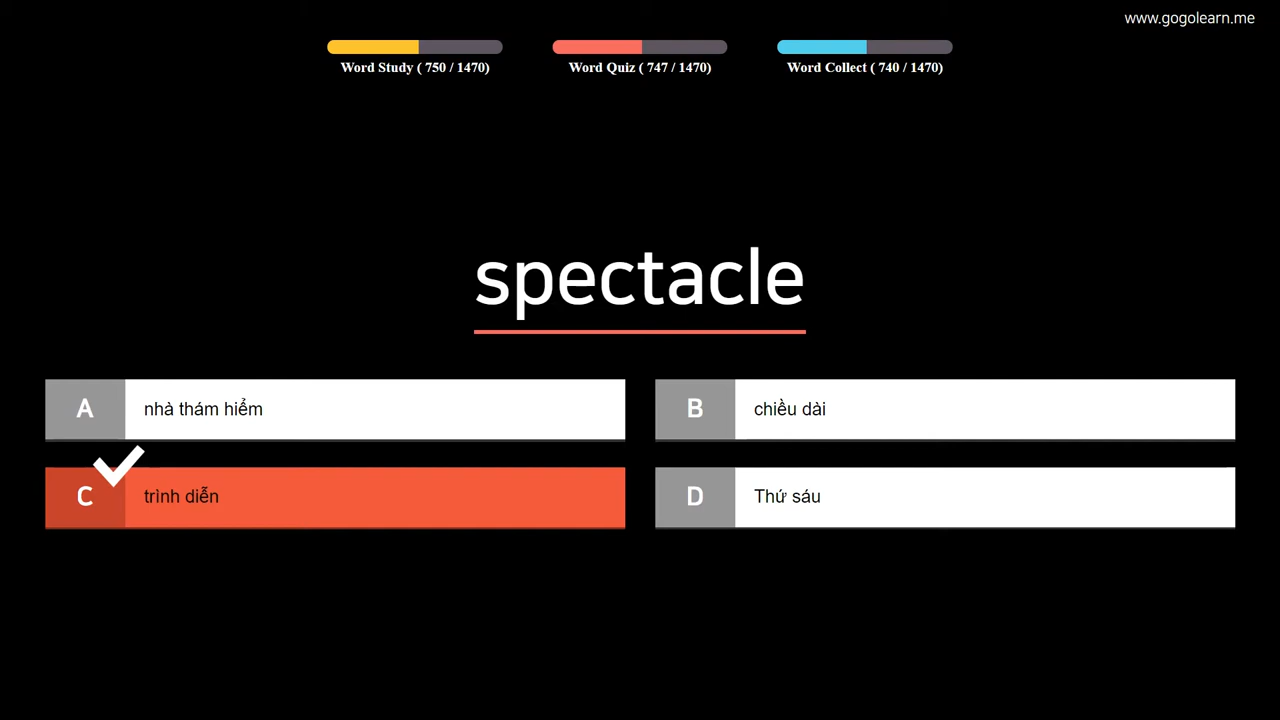 www.gogolearn.me
Word Study ( 750 / 1470)
Word Quiz ( 747 / 1470)
Word Collect ( 740 / 1470)
spectacle
A nhà thám hiểm
B chiều dài
C trình diễn
D Thứ sáu